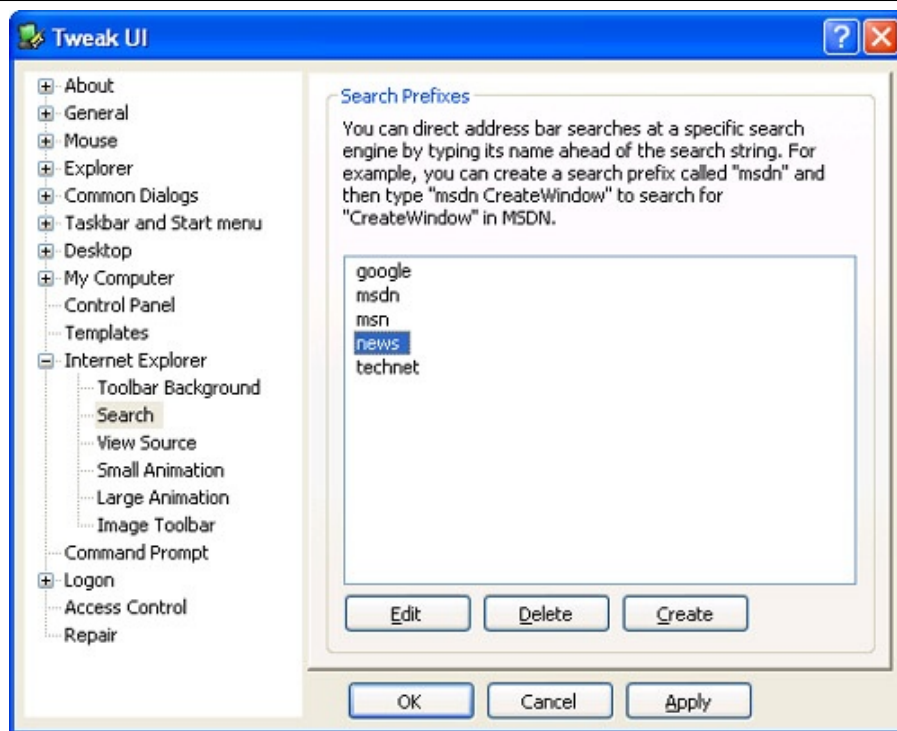 Tweak UI
About
General
Mouse
Explorer
Common Dialogs
Taskbar and Start menu
Desktop
My Computer
Control Panel
Templates
Internet Explorer
Toolbar Background
Search
View Source
Small Animation
Large Animation
Image Toolbar
Command Prompt
Logon
Access Control
Repair
Search Prefixes
You can direct address bar searches at a specific search
engine by typing its name ahead of the search string. For
example, you can create a search prefix called "msdn" and
then type "msdn CreateWindow" to search for
"CreateWindow" in MSDN.
google
msdn
msn
news
technet
Edit Delete Create
OK Cancel Apply